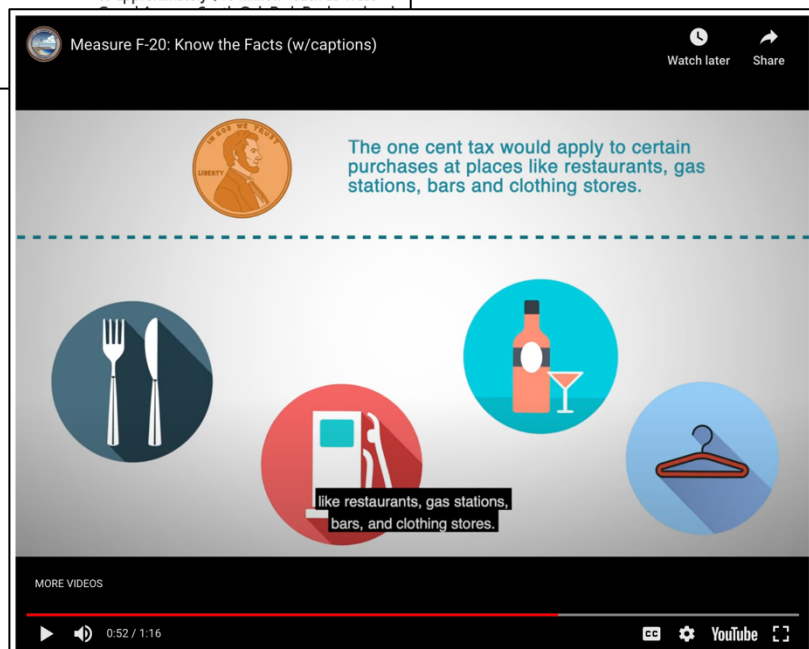 Measure F-20: Know the Facts (w/captions)
Watch later
Share
IN GOD WE TRUST
LIBERTY
The one cent tax would apply to certain
purchases at places like restaurants, gas
stations, bars and clothing stores.
like restaurants, gas stations,
bars, and clothing stores.
MORE VIDEOS
0:52 / 1:16
CC
YouTube